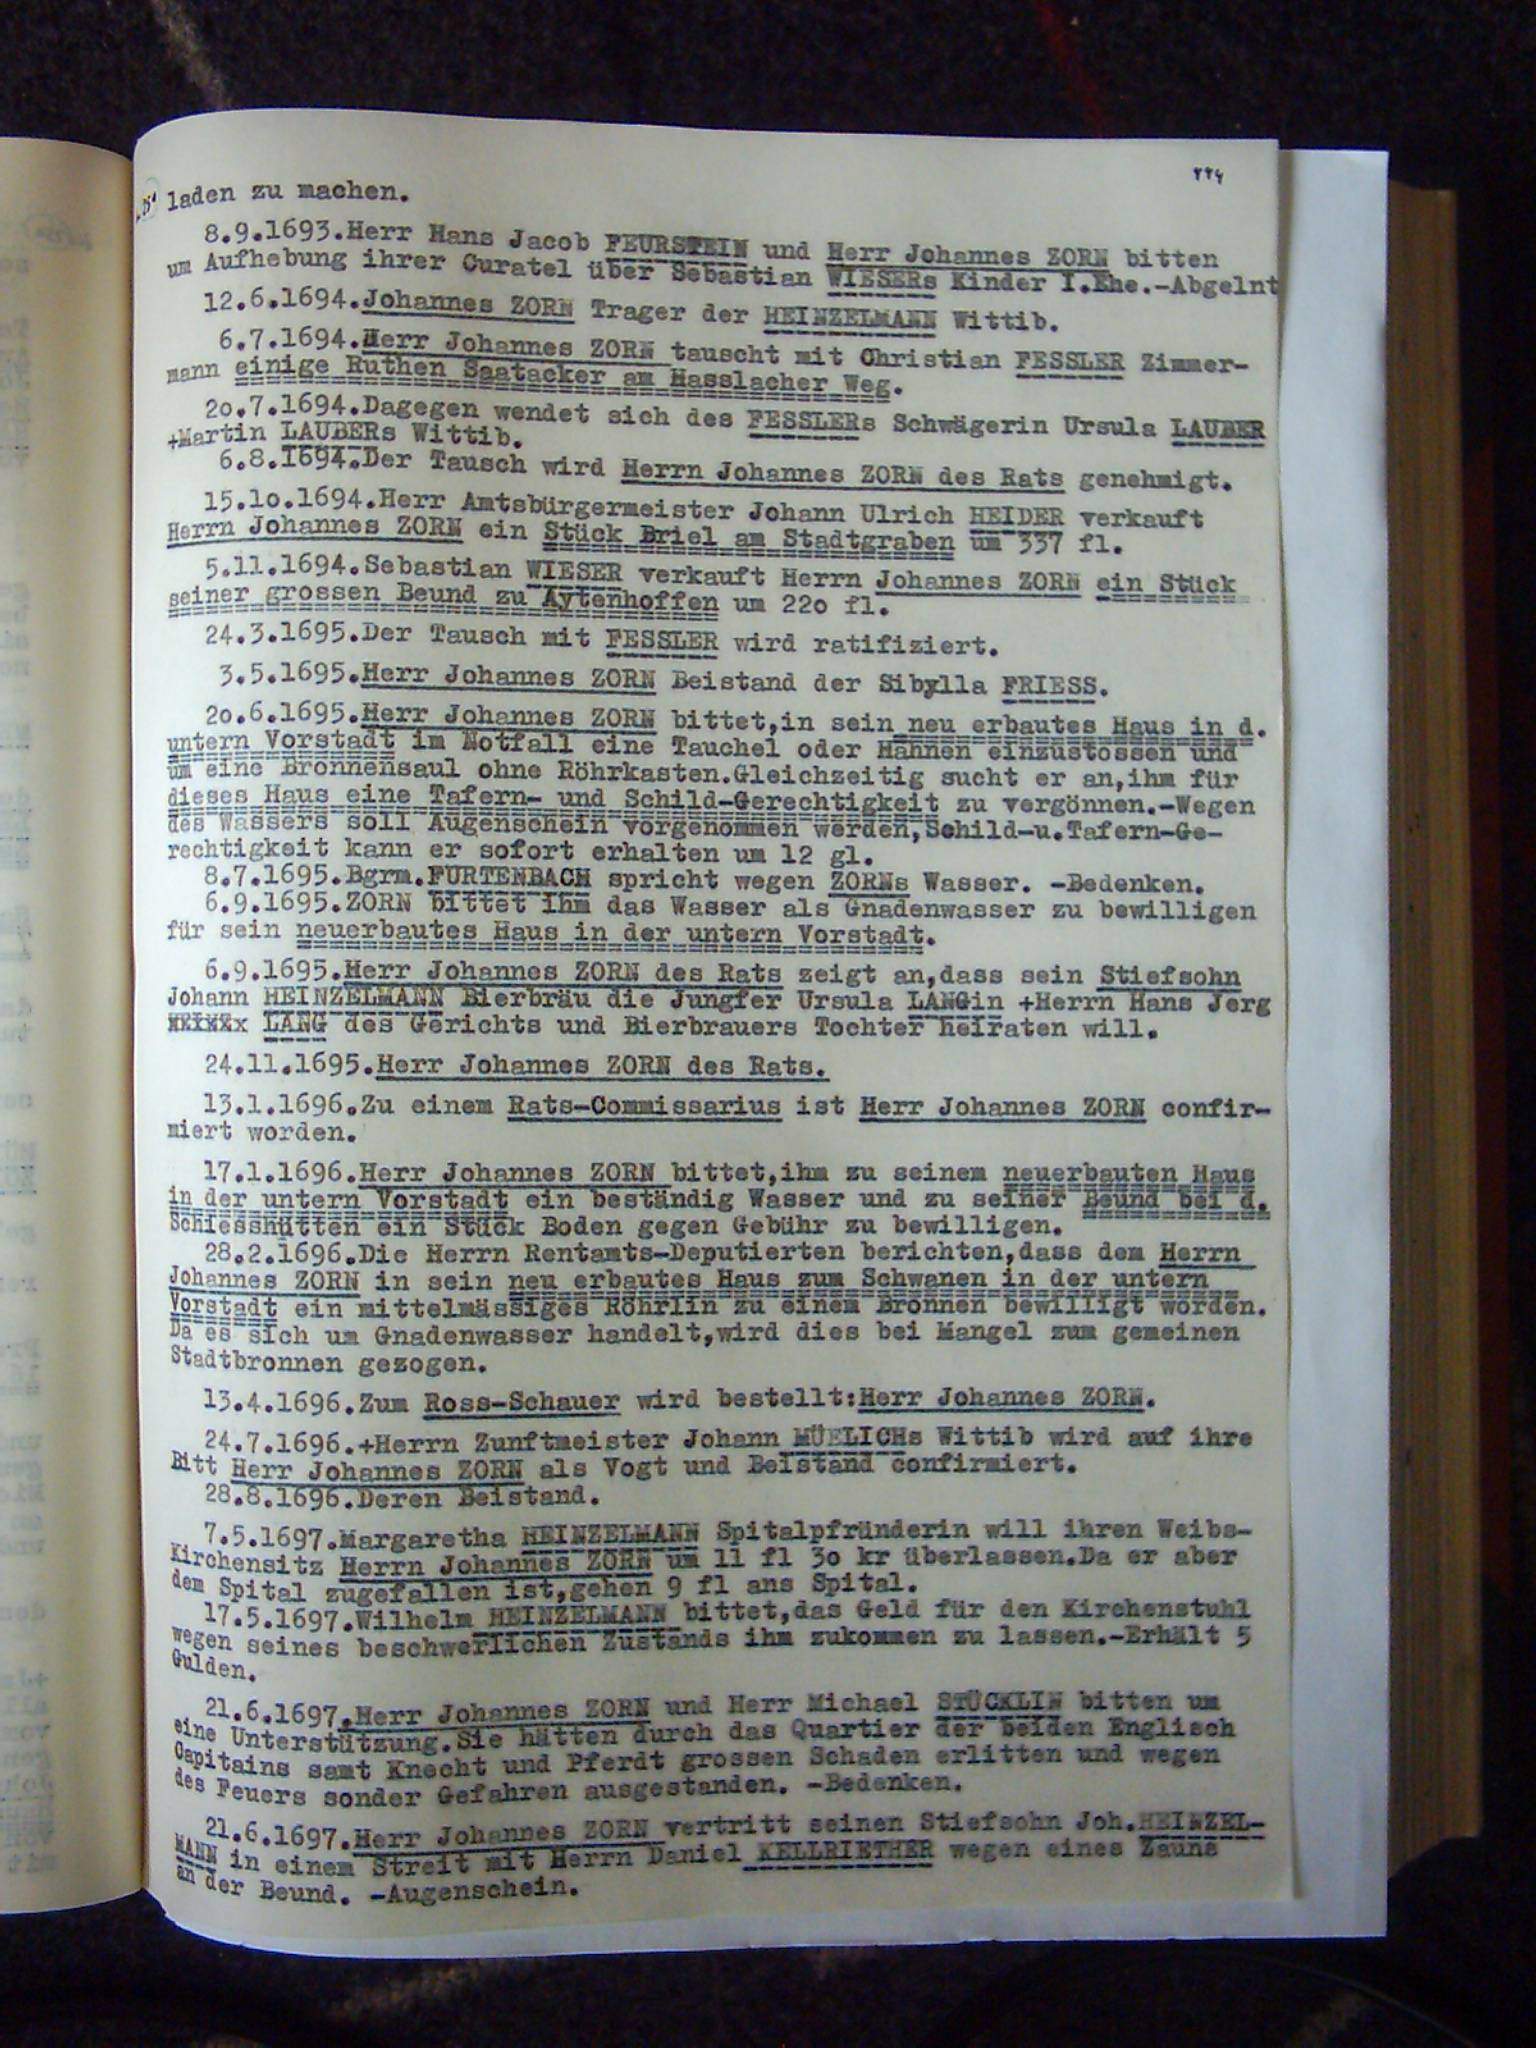 laden zu machen.
8.9.1693.Herr Hans Jacob FEURSTEIN und Herr Johannes ZORN bitten
um Aufhebung ihrer Curatel über Sebastian WIESERs Kinder I.Ehe.-Abgelnt
12.6.1694.Johannes ZORN Trager der HEINZELMANN Wittib.
6.7.1694.Herr Johannes ZORN tauscht mit Christian FESSLER Zimmer-
mann einige Ruthen Saatacker am Hasslacher Weg.
2o.7.1694.Dagegen wendet sich des FESSLERs Schwägerin Ursula LAUBER
+Martin LAUBERs Wittib.
6.8.1694.Der Tausch wird Herrn Johannes ZORN des Rats genehmigt.
15.1o.1694.Herr Amtsbürgermeister Johann Ulrich HEIDER verkauft
Herrn Johannes ZORN ein Stück Briel am Stadtgraben um 337 fl.
5.11.1694.Sebastian WIESER verkauft Herrn Johannes ZORN ein Stück
seiner grossen Beund zu Aytenhoffen um 22o fl.
24.3.1695.Der Tausch mit FESSLER wird ratifiziert.
3.5.1695.Herr Johannes ZORN Beistand der Sibylla FRIESS.
2o.6.1695.Herr Johannes ZORN bittet,in sein neu erbautes Haus in d.
untern Vorstadt im Notfall eine Tauchel oder Hahnen einzustossen und
um eine Bronnensaul ohne Röhrkasten.Gleichzeitig sucht er an,ihm für
dieses Haus eine Tafern- und Schild-Gerechtigkeit zu vergönnen.-Wegen
des Wassers soll Augenschein vorgenommen werden,Schild-u.Tafern-Ge-
rechtigkeit kann er sofort erhalten um 12 gl.
8.7.1695.Bgrm.FURTENBACH spricht wegen ZORNs Wasser. -Bedenken.
6.9.1695.ZORN bittet ihm das Wasser als Gnadenwasser zu bewilligen
für sein neuerbautes Haus in der untern Vorstadt.
6.9.1695.Herr Johannes ZORN des Rats zeigt an,dass sein Stiefsohn
Johann HEINZELMANN Bierbräu die Jungfer Ursula LANGin +Herrn Hans Jerg
LANG des Gerichts und Bierbrauers Tochter heiraten will.
24.11.1695.Herr Johannes ZORN des Rats.
13.1.1696.Zu einem Rats-Commissarius ist Herr Johannes ZORN confir-
miert worden.
17.1.1696.Herr Johannes ZORN bittet,ihm zu seinem neuerbauten Haus
in der untern Vorstadt ein beständig Wasser und zu seiner Beund bei d.
Schiesshütten ein Stück Boden gegen Gebühr zu bewilligen.
28.2.1696.Die Herrn Rentamts-Deputierten berichten,dass dem Herrn
Johannes ZORN in sein neu erbautes Haus zum Schwanen in der untern
Vorstadt ein mittelmässiges Röhrlin zu einem Bronnen bewilligt worden.
Da es sich um Gnadenwasser handelt,wird dies bei Mangel zum gemeinen
Stadtbronnen gezogen.
13.4.1696.Zum Ross-Schauer wird bestellt:Herr Johannes ZORN.
24.7.1696.+Herrn Zunftmeister Johann MÜELICHs Wittib wird auf ihre
Bitt Herr Johannes ZORN als Vogt und Beistand confirmiert.
28.8.1696.Deren Beistand.
7.5.1697.Margaretha HEINZELMANN Spitalpfründerin will ihren Weibs-
Kirchensitz Herrn Johannes ZORN um 11 fl 3o kr überlassen.Da er aber
dem Spital zugefallen ist,gehen 9 fl ans Spital.
17.5.1697.Wilhelm HEINZELMANN bittet,das Geld für den Kirchenstuhl
wegen seines beschwerlichen Zustands ihm zukommen zu lassen.-Erhält 5
Gulden.
21.6.1697.Herr Johannes ZORN und Herr Michael STÜCKLIN bitten um
eine Unterstützung.Sie hätten durch das Quartier der beiden Englisch
Capitains samt Knecht und Pferdt grossen Schaden erlitten und wegen
des Feuers sonder Gefahren ausgestanden. -Bedenken.
21.6.1697.Herr Johannes ZORN vertritt seinen Stiefsohn Joh.HEINZEL-
MANN in einem Streit mit Herrn Daniel KELLRIETHER wegen eines Zauns
an der Beund. -Augenschein.